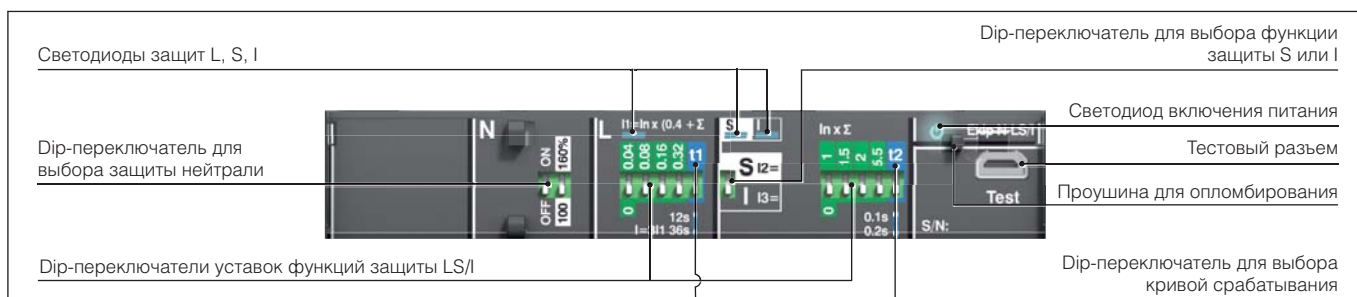 Светодиоды защит L, S, I
Dip-переключатель для выбора функции
защиты S или I
Светодиод включения питания
Тестовый разъем
Проушина для опломбирования
Dip-переключатель для
выбора защиты нейтрали
Dip-переключатели уставок функций защиты LS/I
Dip-переключатель для выбора
кривой срабатывания
N
OFF ON
100 160%
L
I1=In x (0.4 + Σ
0.04
0.08
0.16
0.32
t1
0
12s
I=3I1 36s
S I
S I2=
I I3=
In x Σ
1
1.5
2
5.5
t2
0
0.1s
0.2s
Ekip N LS/I
Test
S/N: